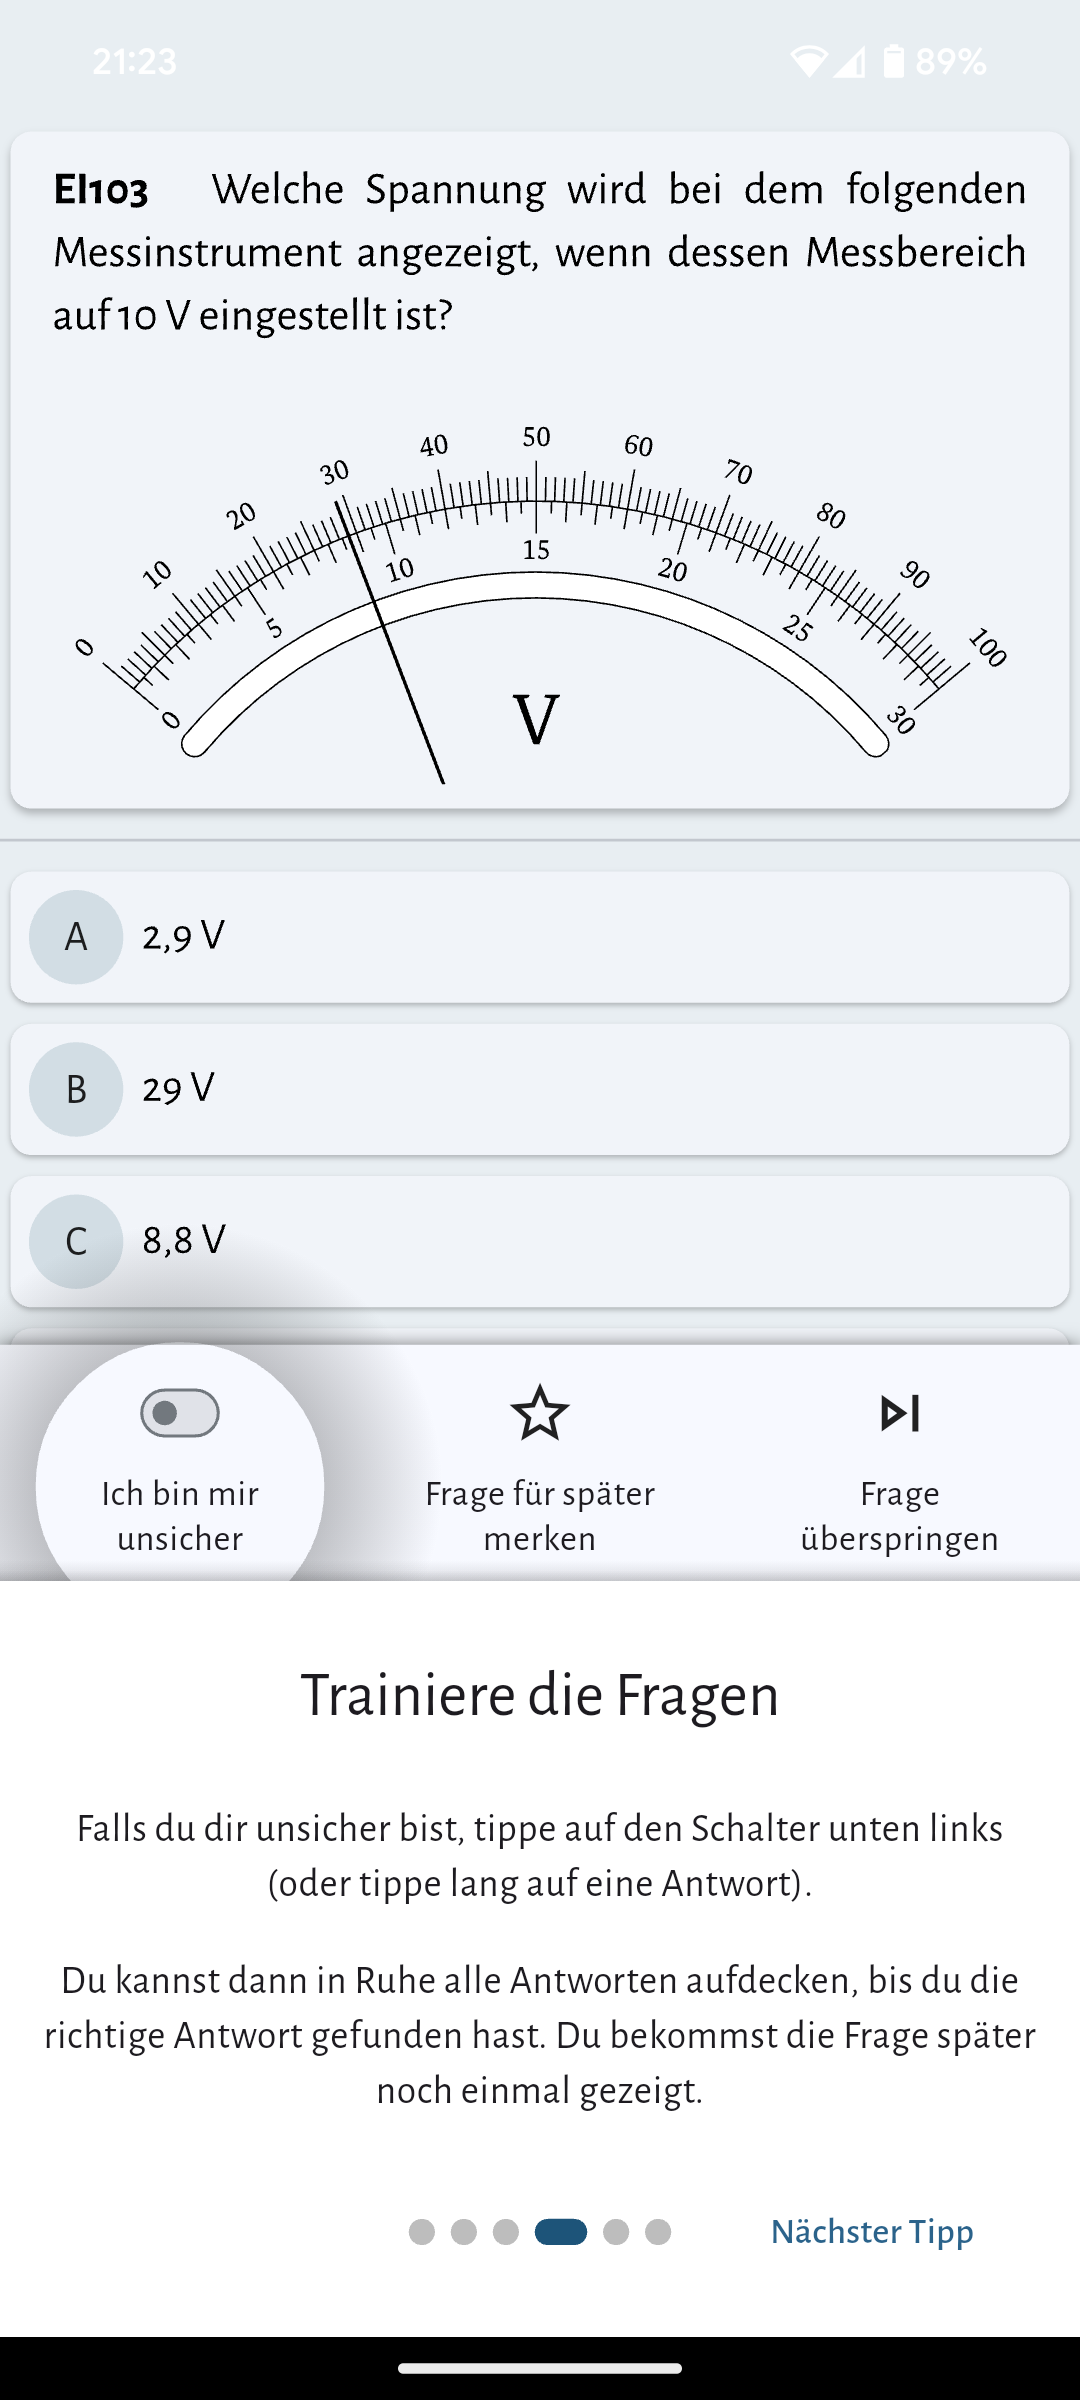 21:23
89%
EI103 Welche Spannung wird bei dem folgenden
Messinstrument angezeigt, wenn dessen Messbereich
auf 10 V eingestellt ist?
0 10 20 30 40 50 60 70 80 90 100
0 5 10 15 20 25 30
V
A 2,9 V
B 29 V
C 8,8 V
Ich bin mir
unsicher
Frage für später
merken
Frage
überspringen
Trainiere die Fragen
Falls du dir unsicher bist, tippe auf den Schalter unten links
(oder tippe lang auf eine Antwort).
Du kannst dann in Ruhe alle Antworten aufdecken, bis du die
richtige Antwort gefunden hast. Du bekommst die Frage später
noch einmal gezeigt.
Nächster Tipp